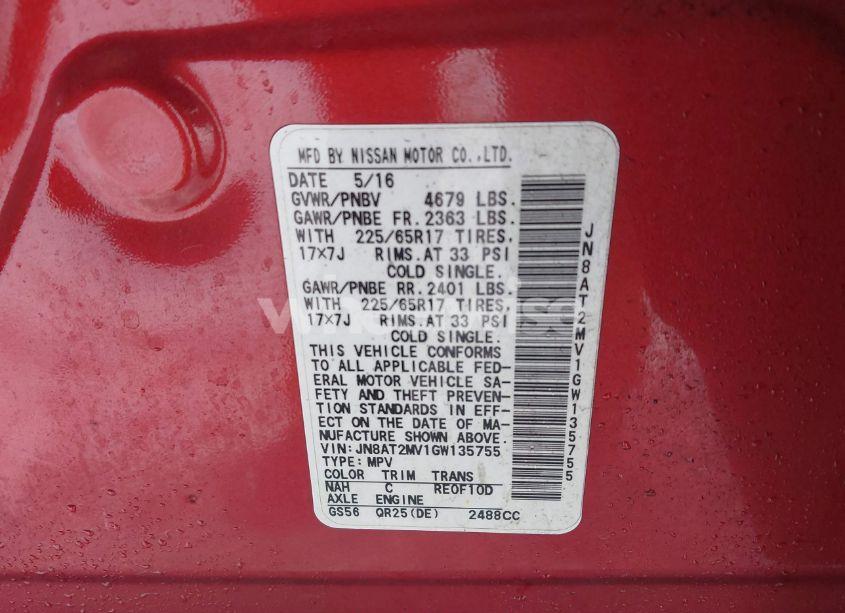 MFD BY NISSAN MOTOR CO.,LTD.
DATE 5/16
GVWR/PNBV 4679 LBS.
GAWR/PNBE FR. 2363 LBS.
WITH 225/65R17 TIRES,
17×7J RIMS.AT 33 PSI
COLD SINGLE.
GAWR/PNBE RR. 2401 LBS.
WITH 225/65R17 TIRES,
17×7J RIMS.AT 33 PSI
COLD SINGLE.
THIS VEHICLE CONFORMS
TO ALL APPLICABLE FED-
ERAL MOTOR VEHICLE SA-
FETY AND THEFT PREVEN-
TION STANDARDS IN EFF-
ECT ON THE DATE OF MA-
NUFACTURE SHOWN ABOVE.
VIN: JN8AT2MV1GW135755
TYPE: MPV
COLOR TRIM TRANS
NAH C RE0F10D
AXLE ENGINE
GS56 QR25(DE) 2488CC
JN8AT2MV1GW135755